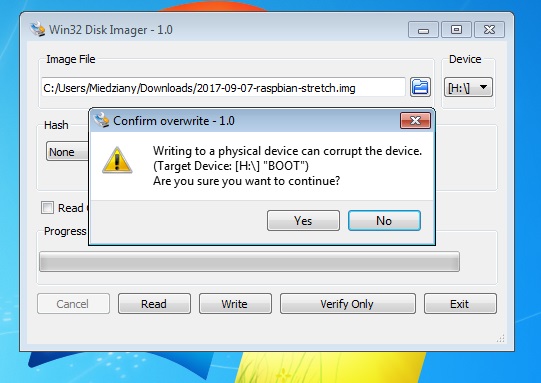 Win32 Disk Imager - 1.0
Image File
Device
C:/Users/Miedziany/Downloads/2017-09-07-raspbian-stretch.img
[H:\]
Hash
None
Confirm overwrite - 1.0
Writing to a physical device can corrupt the device.
(Target Device: [H:\] "BOOT")
Are you sure you want to continue?
Yes
No
Read
Progress
Cancel
Read
Write
Verify Only
Exit